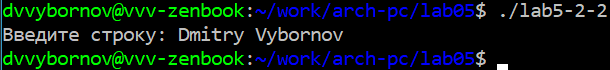 dvvybornov@vvv-zenbook:~/work/arch-pc/lab05$ ./lab5-2-2
Введите строку: Dmitry Vybornov
dvvybornov@vvv-zenbook:~/work/arch-pc/lab05$